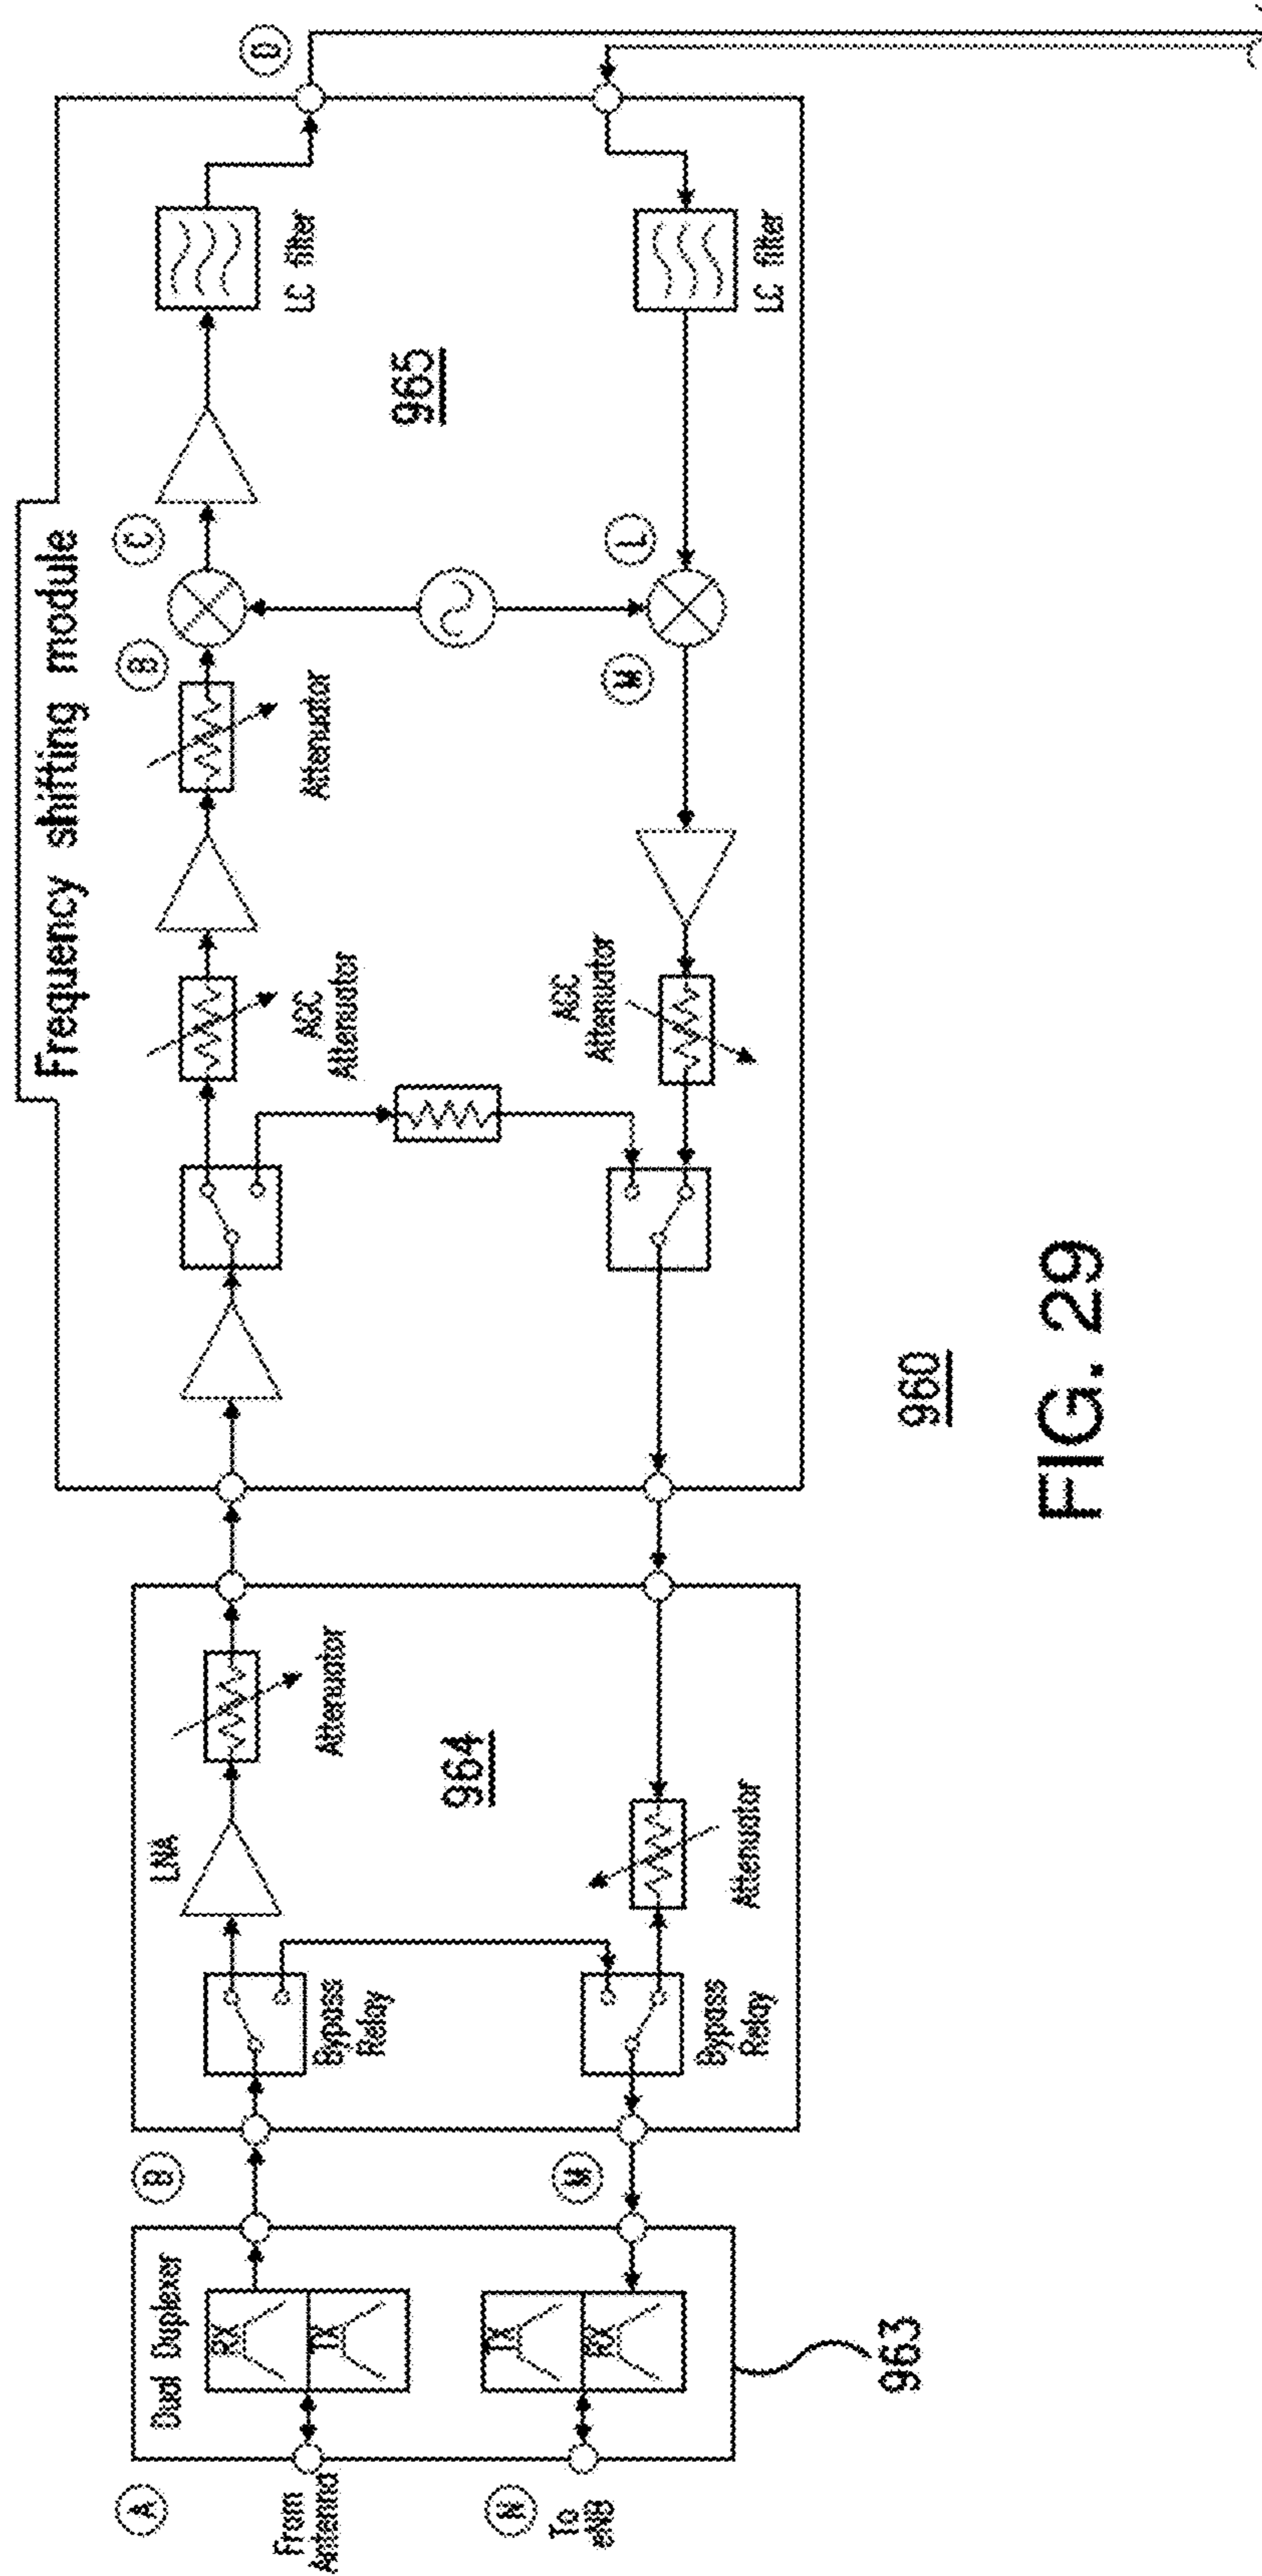 Frequency shifting module
A
From
Antenna
N
To
eNB
Dual Duplexer
RX
TX
TX
RX
963
B
M
Bypass
Relay
LNA
Attenuator
964
Bypass
Relay
Attenuator
AGC
Attenuator
Attenuator
B
C
LC filter
D
965
AGC
Attenuator
M
L
LC filter
960
FIG. 29